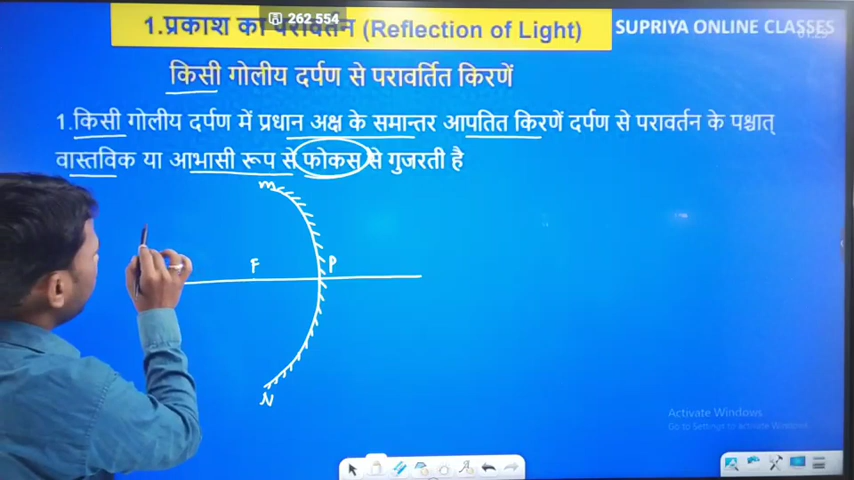 262 554
1.प्रकाश का परावर्तन (Reflection of Light)
SUPRIYA ONLINE CLASSES
किसी गोलीय दर्पण से परावर्तित किरणें
1.किसी गोलीय दर्पण में प्रधान अक्ष के समान्तर आपतित किरणें दर्पण से परावर्तन के पश्चात्
वास्तविक या आभासी रूप से फोकस से गुजरती है
M
F
P
N
Activate Windows
Go to Settings to activate Windows.